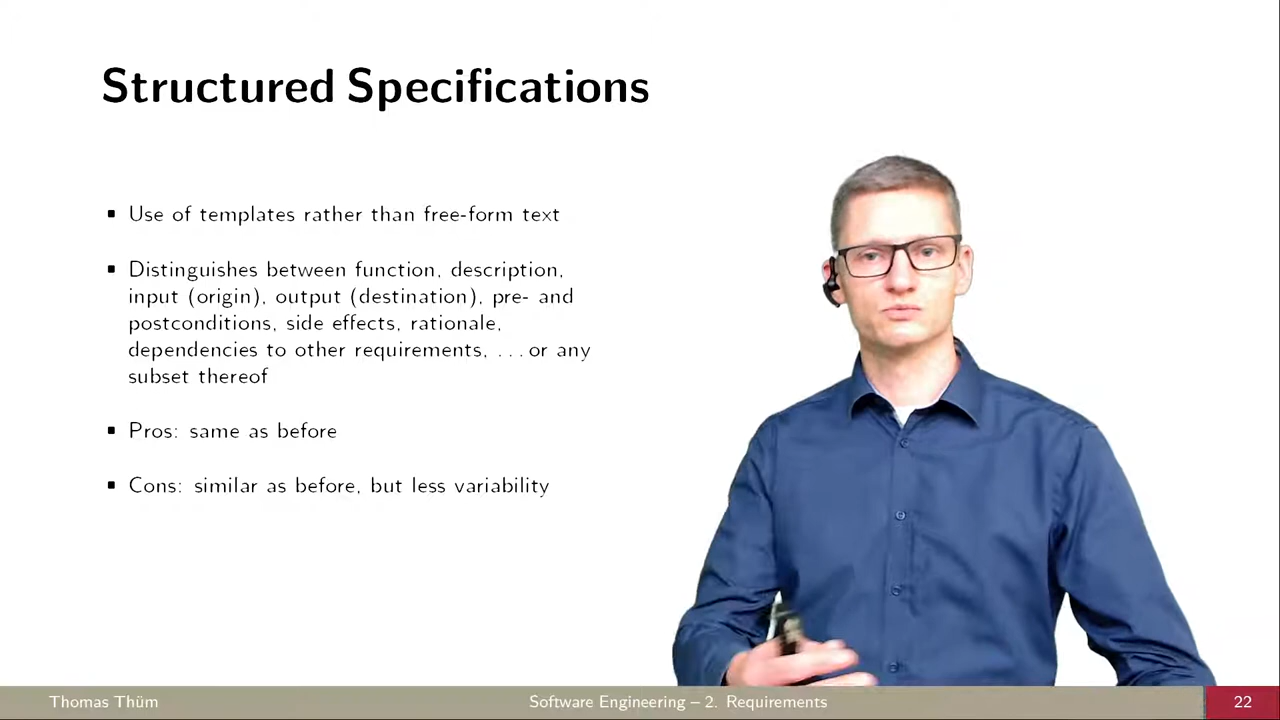 Structured Specifications
Use of templates rather than free-form text
Distinguishes between function, description,
input (origin), output (destination), pre- and
postconditions, side effects, rationale,
dependencies to other requirements, ... or any
subset thereof
Pros: same as before
Cons: similar as before, but less variability
Thomas Thüm
Software Engineering – 2. Requirements
22